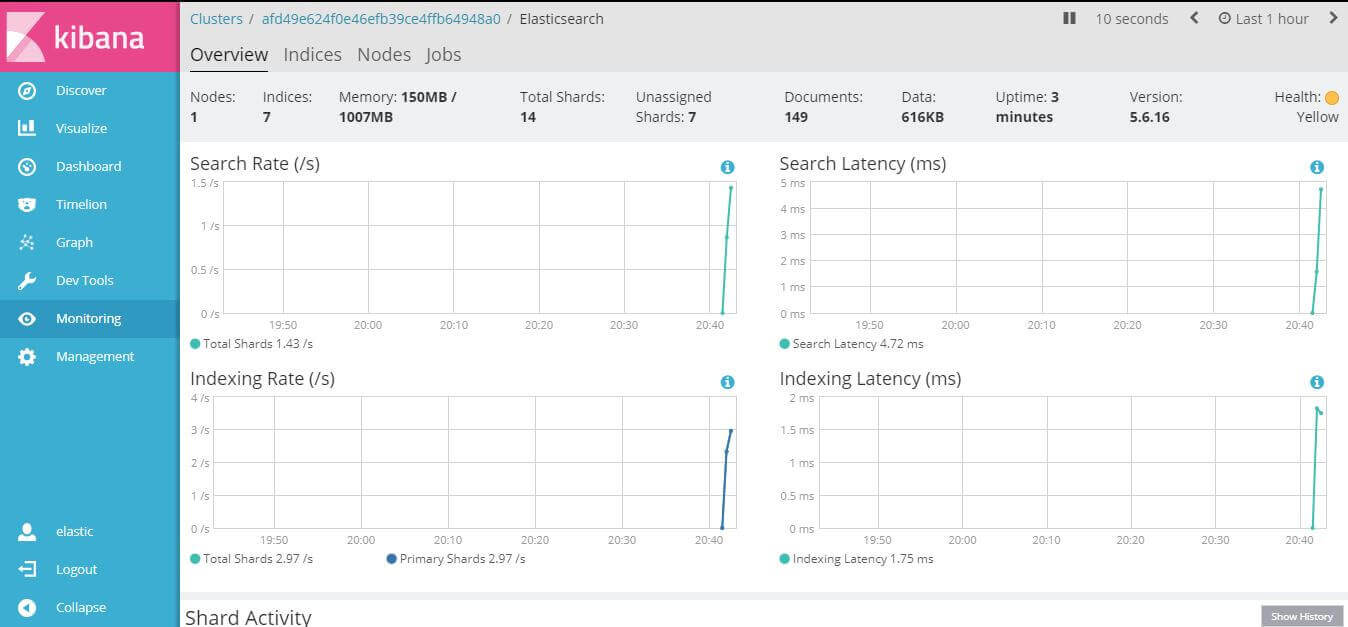 kibana
Discover
Visualize
Dashboard
Timelion
Graph
Dev Tools
Monitoring
Management
elastic
Logout
Collapse
Clusters / afd49e624f0e46efb39ce4ffb64948a0 / Elasticsearch
10 seconds
Last 1 hour
Overview Indices Nodes Jobs
Nodes:
1
Indices:
7
Memory: 150MB /
1007MB
Total Shards:
14
Unassigned
Shards: 7
Documents:
149
Data:
616KB
Uptime: 3
minutes
Version:
5.6.16
Health:
Yellow
Search Rate (/s)
1.5 /s
1 /s
0.5 /s
0 /s
19:50 20:00 20:10 20:20 20:30 20:40
Total Shards 1.43 /s
Search Latency (ms)
5 ms
4 ms
3 ms
2 ms
1 ms
0 ms
19:50 20:00 20:10 20:20 20:30 20:40
Search Latency 4.72 ms
Indexing Rate (/s)
4 /s
3 /s
2 /s
1 /s
0 /s
19:50 20:00 20:10 20:20 20:30 20:40
Total Shards 2.97 /s Primary Shards 2.97 /s
Indexing Latency (ms)
2 ms
1.5 ms
1 ms
0.5 ms
0 ms
19:50 20:00 20:10 20:20 20:30 20:40
Indexing Latency 1.75 ms
Shard Activity
Show History